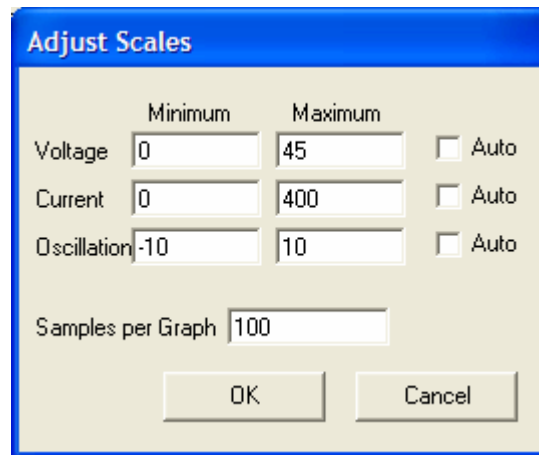 Adjust Scales
Minimum Maximum
Voltage 0 45 Auto
Current 0 400 Auto
Oscillation -10 10 Auto
Samples per Graph 100
OK Cancel